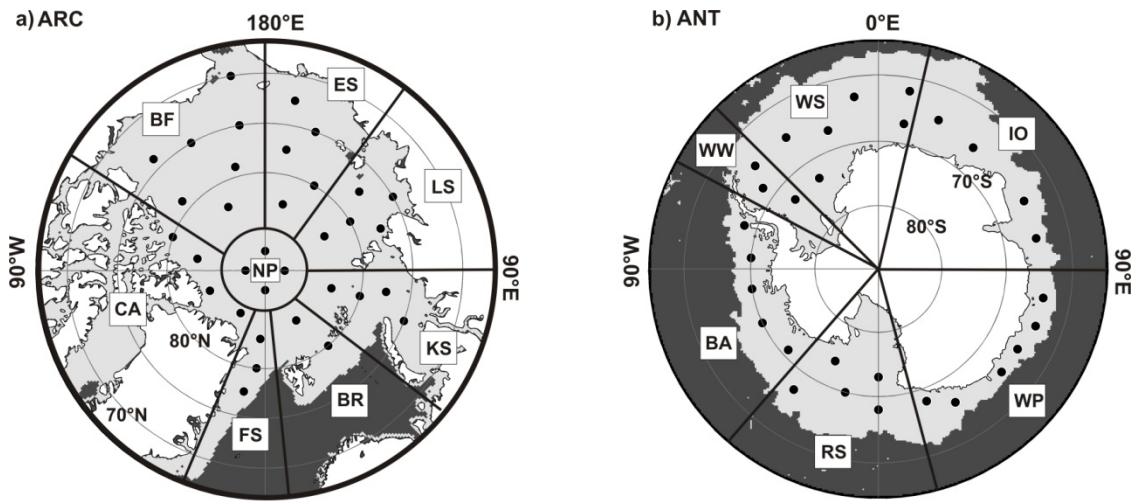 a) ARC
180°E
ES
BF
LS
90°W
NP
90°E
CA
80°N
KS
70°N
BR
FS
b) ANT
0°E
WS
IO
WW
70°S
80°S
90°W
90°E
BA
WP
RS